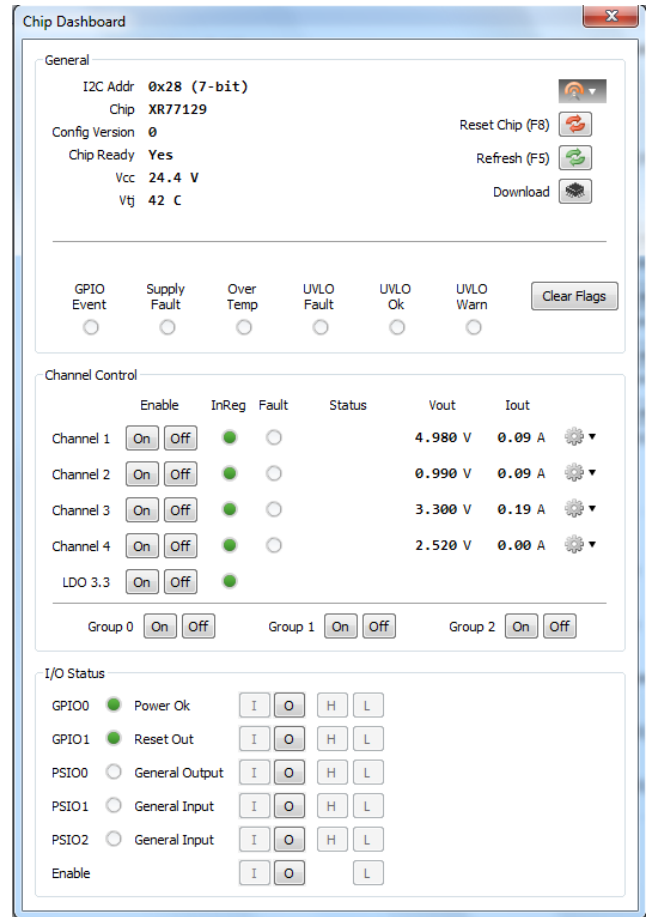 Chip Dashboard
General
I2C Addr 0x28 (7-bit)
Chip XR77129
Config Version 0
Chip Ready Yes
Vcc 24.4 V
Vtj 42 C
Reset Chip (F8)
Refresh (F5)
Download
GPIO Event Supply Fault Over Temp UVLO Fault UVLO Ok UVLO Warn Clear Flags
Channel Control
Enable InReg Fault Status Vout Iout
Channel 1 On Off 4.980 V 0.09 A
Channel 2 On Off 0.990 V 0.09 A
Channel 3 On Off 3.300 V 0.19 A
Channel 4 On Off 2.520 V 0.00 A
LDO 3.3 On Off
Group 0 On Off Group 1 On Off Group 2 On Off
I/O Status
GPIO0 Power Ok I O H L
GPIO1 Reset Out I O H L
PSIO0 General Output I O H L
PSIO1 General Input I O H L
PSIO2 General Input I O H L
Enable I O L